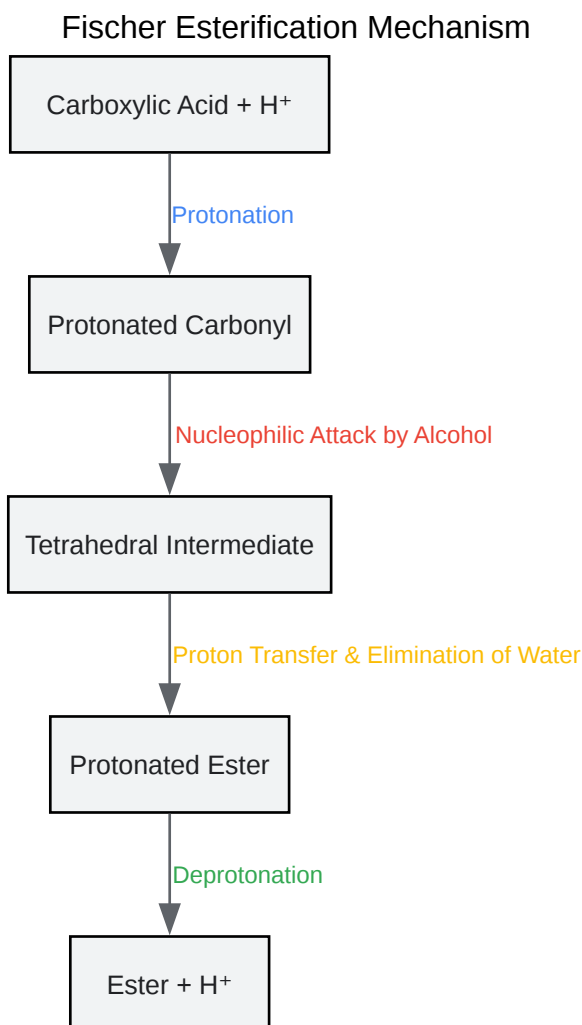 Fischer Esterification Mechanism
Carboxylic Acid + H⁺
Protonation
Protonated Carbonyl
Nucleophilic Attack by Alcohol
Tetrahedral Intermediate
Proton Transfer & Elimination of Water
Protonated Ester
Deprotonation
Ester + H⁺